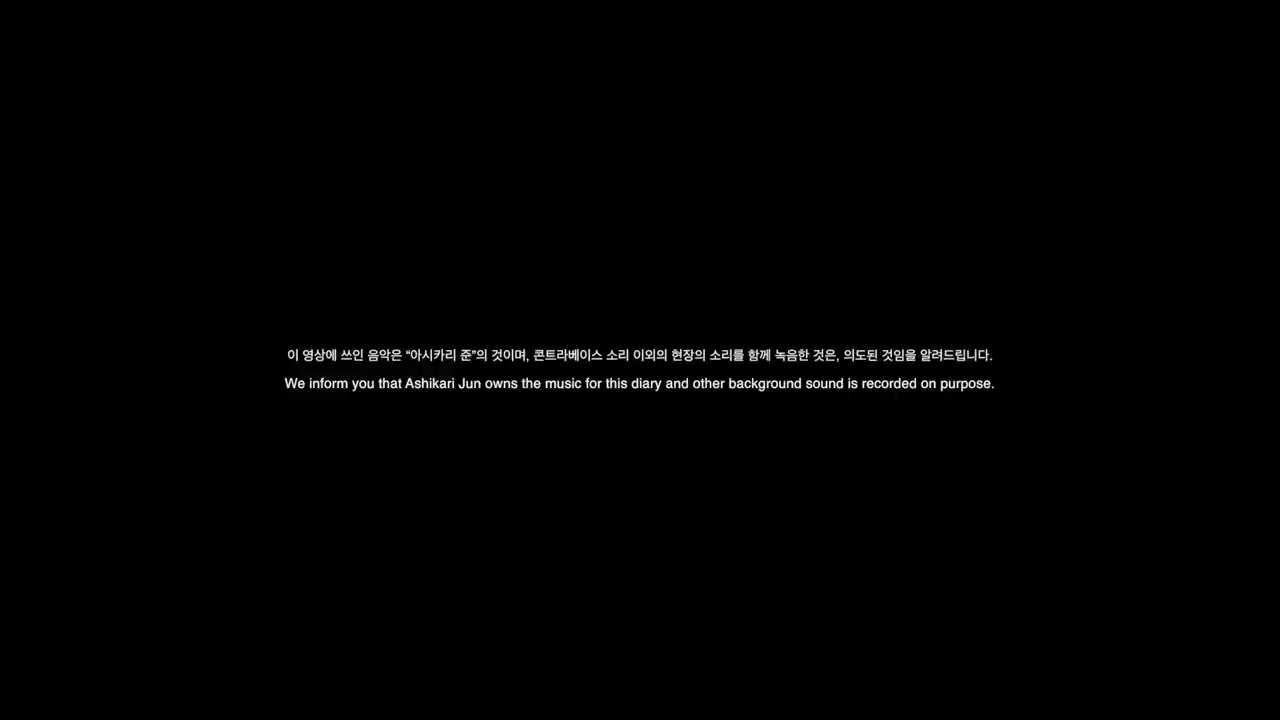 이 영상에 쓰인 음악은 “아시카리 준”의 것이며, 콘트라베이스 소리 이외의 현장의 소리를 함께 녹음한 것은, 의도된 것임을 알려드립니다.
We inform you that Ashikari Jun owns the music for this diary and other background sound is recorded on purpose.